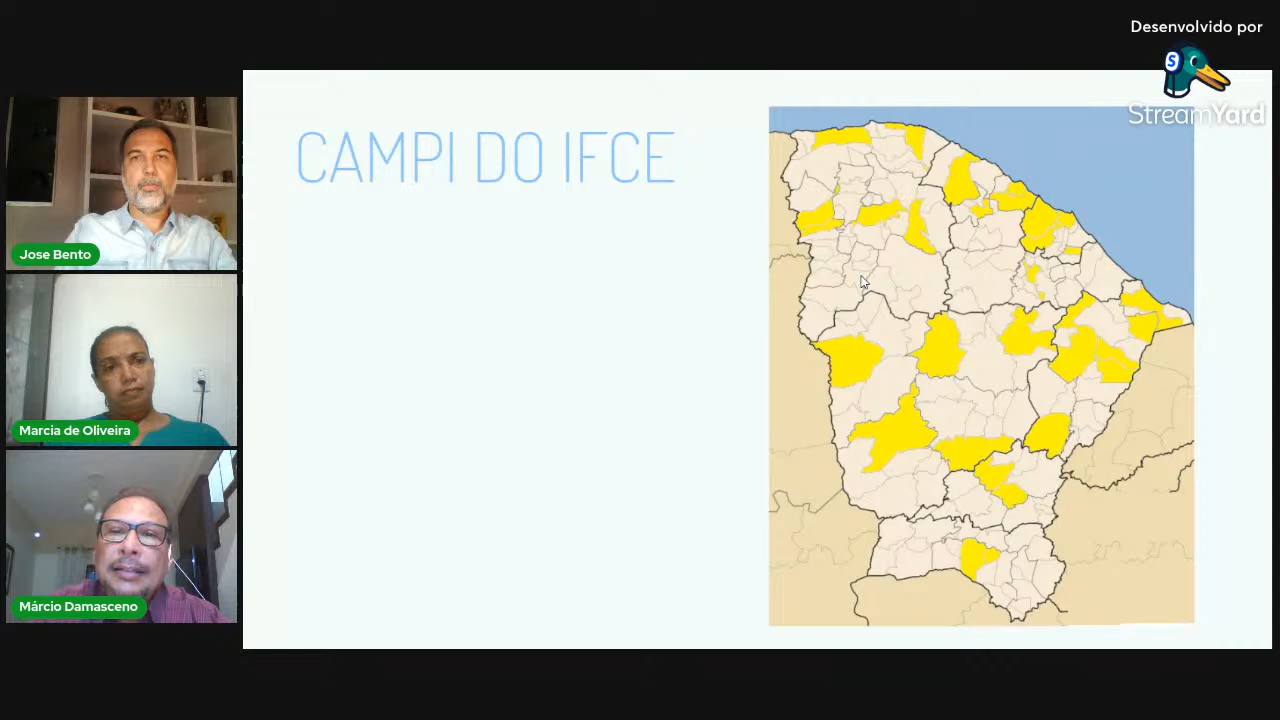 Desenvolvido por
StreamYard
CAMPI DO IFCE
Jose Bento
Marcia de Oliveira
Márcio Damasceno